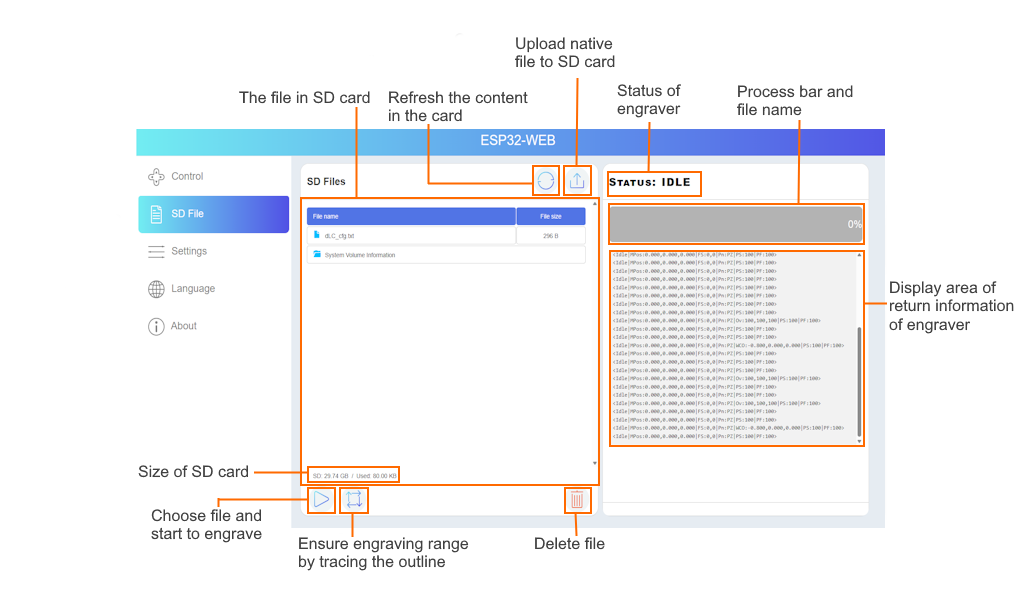 Upload native
file to SD card
The file in SD card
Refresh the content
in the card
Status of
engraver
Process bar and
file name
ESP32-WEB
Control
SD File
Settings
Language
About
SD Files
File name
File size
dLC_cfg.txt
296 B
System Volume Information
SD: 29.74 GB / Used: 80.00 KB
STATUS: IDLE
0%
<Idle|MPos:0.000,0.000,0.000|FS:0,0|Pn:PZ|PS:100|PF:100>
<Idle|MPos:0.000,0.000,0.000|FS:0,0|Pn:PZ|PS:100|PF:100>
<Idle|MPos:0.000,0.000,0.000|FS:0,0|Pn:PZ|PS:100|PF:100>
<Idle|MPos:0.000,0.000,0.000|FS:0,0|Pn:PZ|PS:100|PF:100>
<Idle|MPos:0.000,0.000,0.000|FS:0,0|Pn:PZ|PS:100|PF:100>
<Idle|MPos:0.000,0.000,0.000|FS:0,0|Pn:PZ|PS:100|PF:100>
<Idle|MPos:0.000,0.000,0.000|FS:0,0|Pn:PZ|PS:100|PF:100>
<Idle|MPos:0.000,0.000,0.000|FS:0,0|Pn:PZ|PS:100|PF:100>
<Idle|MPos:0.000,0.000,0.000|FS:0,0|Pn:PZ|Ov:100,100,100|PS:100|PF:100>
<Idle|MPos:0.000,0.000,0.000|FS:0,0|Pn:PZ|PS:100|PF:100>
<Idle|MPos:0.000,0.000,0.000|FS:0,0|Pn:PZ|PS:100|PF:100>
<Idle|MPos:0.000,0.000,0.000|FS:0,0|Pn:PZ|WCO:-0.800,0.000,0.000|PS:100|PF:100>
<Idle|MPos:0.000,0.000,0.000|FS:0,0|Pn:PZ|PS:100|PF:100>
<Idle|MPos:0.000,0.000,0.000|FS:0,0|Pn:PZ|PS:100|PF:100>
<Idle|MPos:0.000,0.000,0.000|FS:0,0|Pn:PZ|PS:100|PF:100>
<Idle|MPos:0.000,0.000,0.000|FS:0,0|Pn:PZ|Ov:100,100,100|PS:100|PF:100>
<Idle|MPos:0.000,0.000,0.000|FS:0,0|Pn:PZ|PS:100|PF:100>
<Idle|MPos:0.000,0.000,0.000|FS:0,0|Pn:PZ|PS:100|PF:100>
<Idle|MPos:0.000,0.000,0.000|FS:0,0|Pn:PZ|Ov:100,100,100|PS:100|PF:100>
<Idle|MPos:0.000,0.000,0.000|FS:0,0|Pn:PZ|PS:100|PF:100>
<Idle|MPos:0.000,0.000,0.000|FS:0,0|Pn:PZ|PS:100|PF:100>
<Idle|MPos:0.000,0.000,0.000|FS:0,0|Pn:PZ|WCO:-0.800,0.000,0.000|PS:100|PF:100>
<Idle|MPos:0.000,0.000,0.000|FS:0,0|Pn:PZ|PS:100|PF:100>
Display area of
return information
of engraver
Size of SD card
Choose file and
start to engrave
Ensure engraving range
by tracing the outline
Delete file